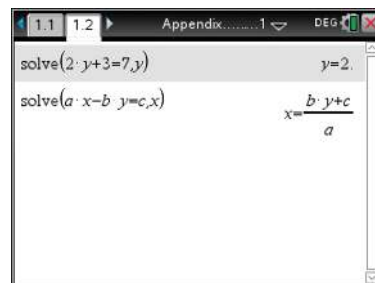 1.1 1.2 Appendix........1 DEG
solve(2·y+3=7,y) y=2.
solve(a·x−b y=c,x) x=b·y+c
a